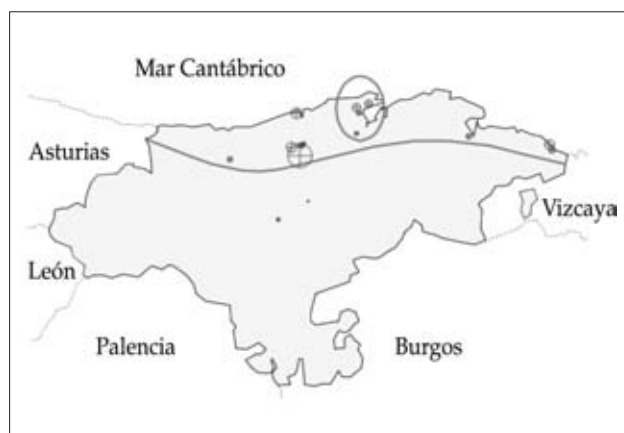 Mar Cantábrico
Asturias
Vizcaya
León
Palencia
Burgos